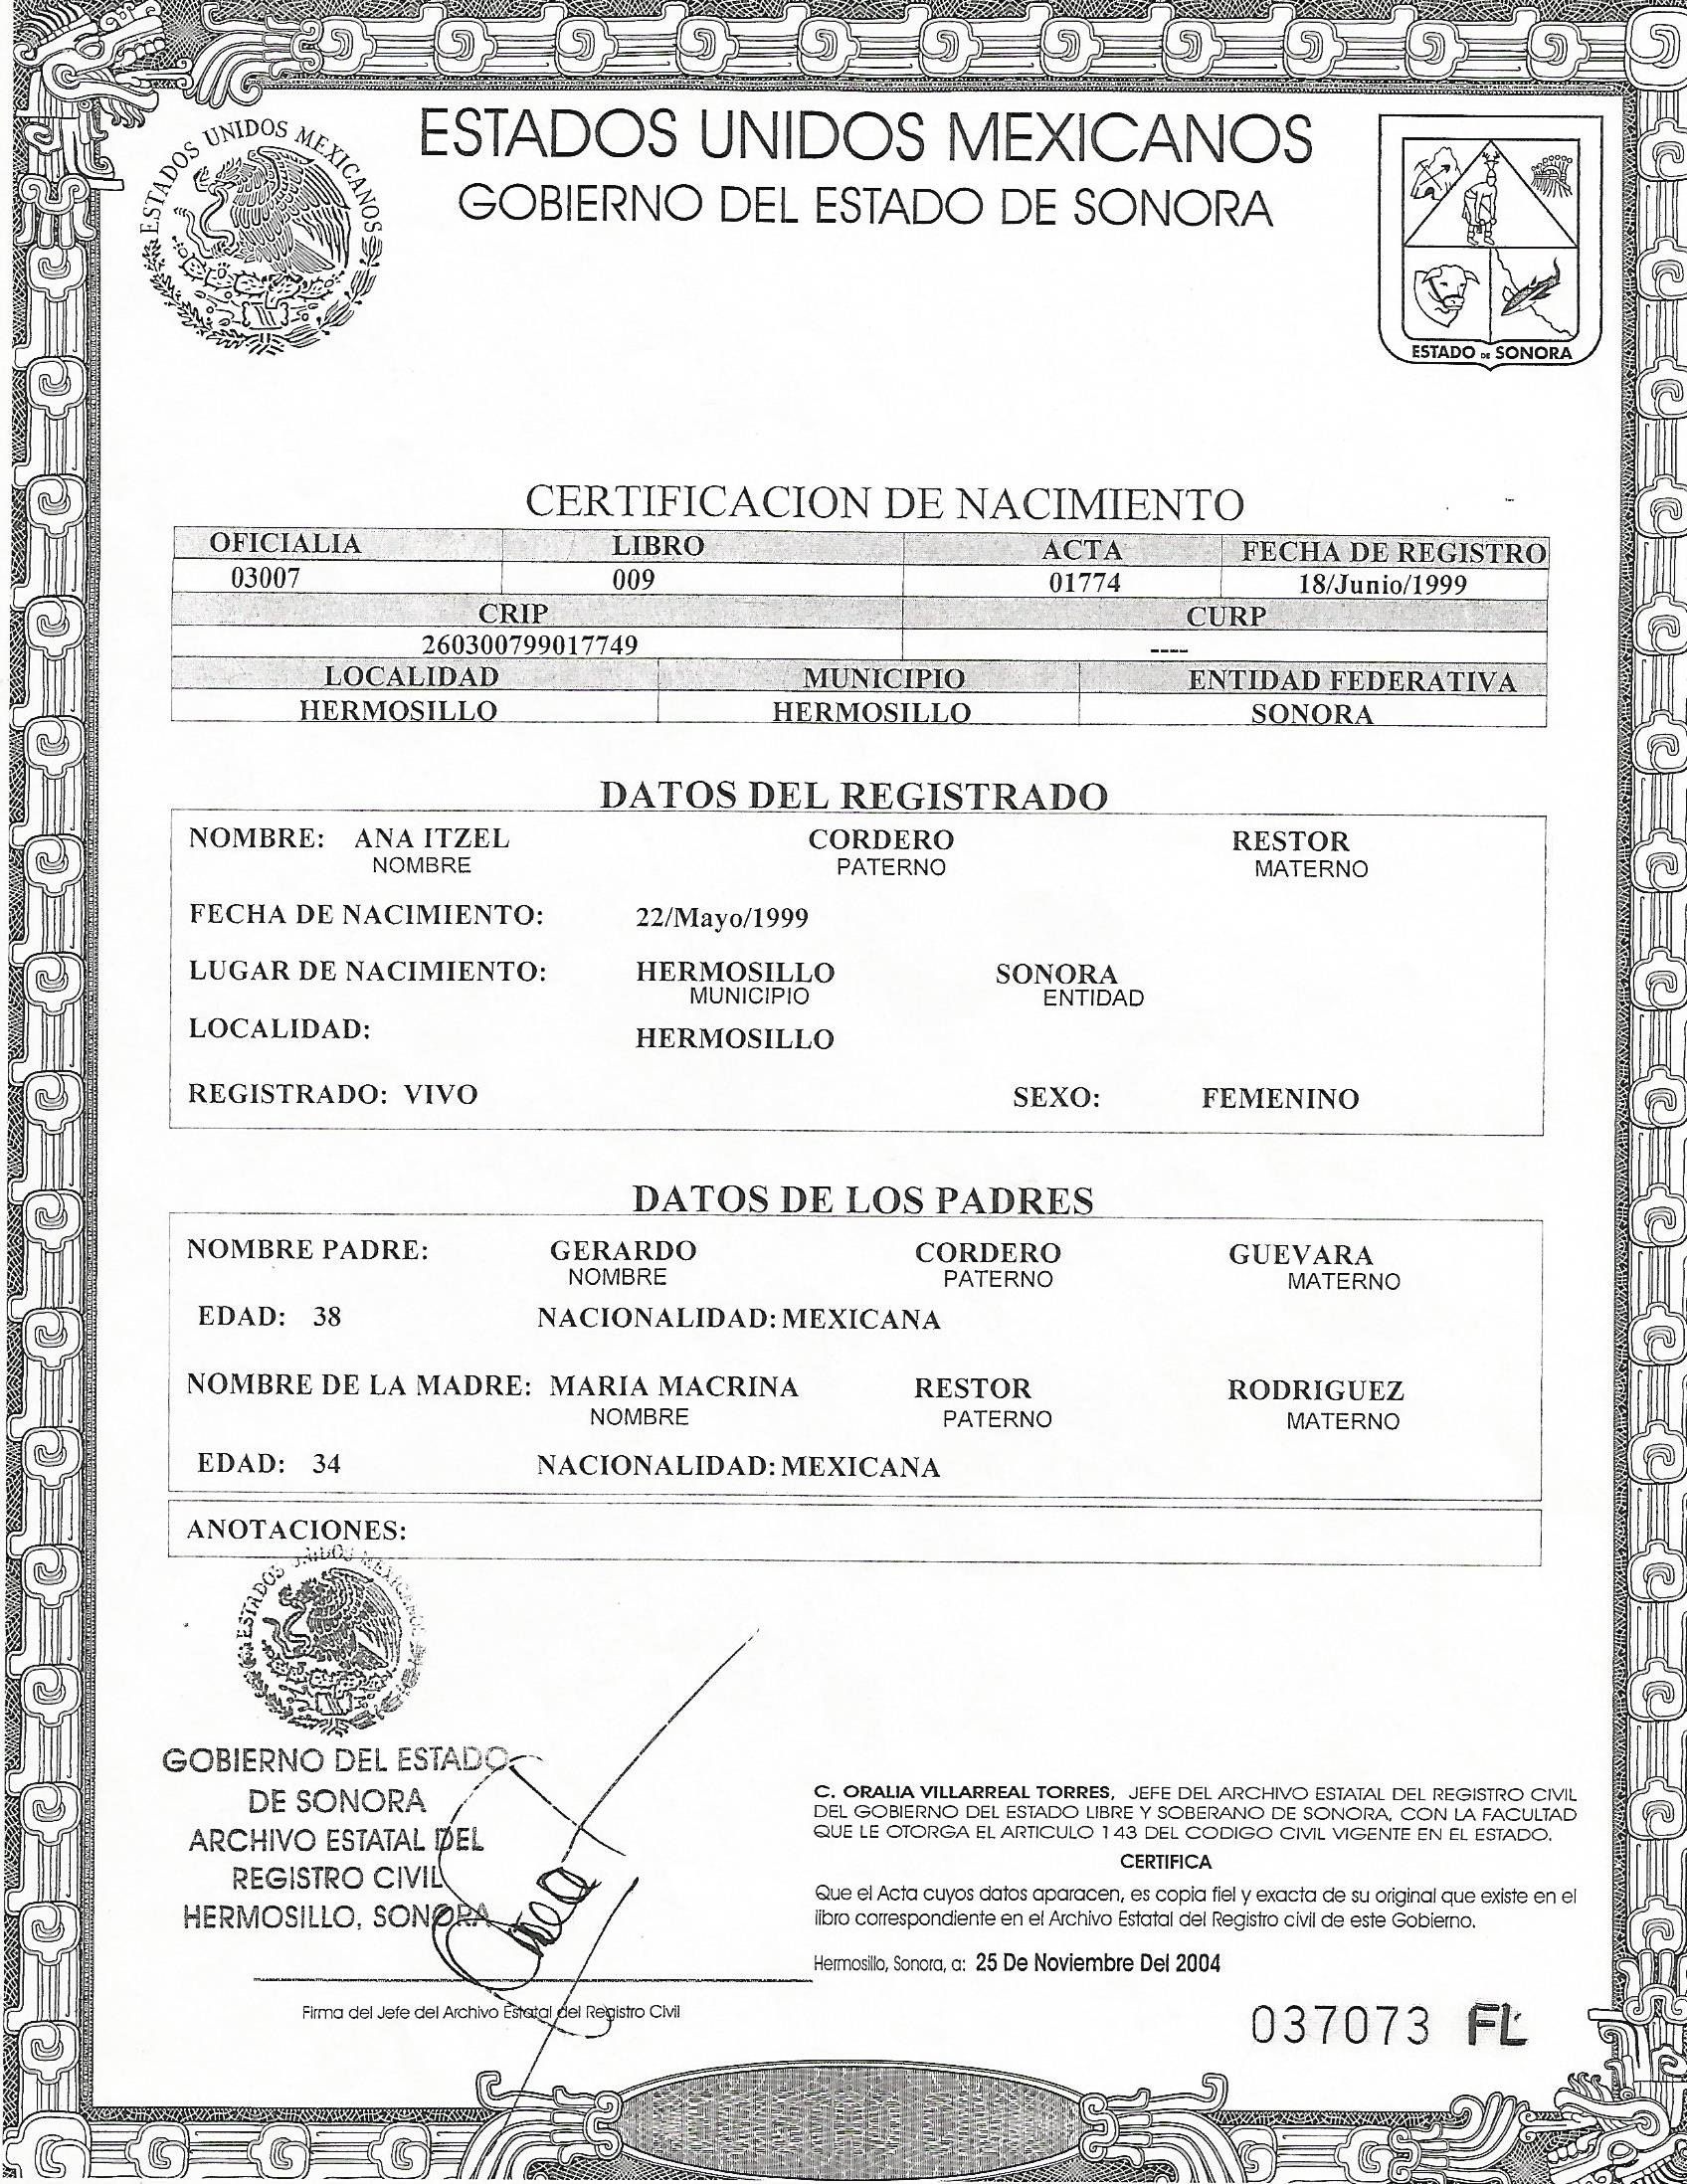 ESTADOS UNIDOS MEXICANOS
GOBIERNO DEL ESTADO DE SONORA
ESTADOS UNIDOS MEXICANOS
ESTADO DE SONORA
CERTIFICACION DE NACIMIENTO
OFICIALIA LIBRO ACTA FECHA DE REGISTRO
03007 009 01774 18/Junio/1999
CRIP CURP
260300799017749 ----
LOCALIDAD MUNICIPIO ENTIDAD FEDERATIVA
HERMOSILLO HERMOSILLO SONORA
DATOS DEL REGISTRADO
NOMBRE: ANA ITZEL CORDERO RESTOR
NOMBRE PATERNO MATERNO
FECHA DE NACIMIENTO: 22/Mayo/1999
LUGAR DE NACIMIENTO: HERMOSILLO SONORA
MUNICIPIO ENTIDAD
LOCALIDAD: HERMOSILLO
REGISTRADO: VIVO SEXO: FEMENINO
DATOS DE LOS PADRES
NOMBRE PADRE: GERARDO CORDERO GUEVARA
NOMBRE PATERNO MATERNO
EDAD: 38 NACIONALIDAD: MEXICANA
NOMBRE DE LA MADRE: MARIA MACRINA RESTOR RODRIGUEZ
NOMBRE PATERNO MATERNO
EDAD: 34 NACIONALIDAD: MEXICANA
ANOTACIONES:
ESTADOS UNIDOS MEXICANOS
GOBIERNO DEL ESTADO
DE SONORA
ARCHIVO ESTATAL DEL
REGISTRO CIVIL
HERMOSILLO, SONORA
Firma del Jefe del Archivo Estatal del Registro Civil
C. ORALIA VILLARREAL TORRES, JEFE DEL ARCHIVO ESTATAL DEL REGISTRO CIVIL
DEL GOBIERNO DEL ESTADO LIBRE Y SOBERANO DE SONORA, CON LA FACULTAD
QUE LE OTORGA EL ARTICULO 143 DEL CODIGO CIVIL VIGENTE EN EL ESTADO.
CERTIFICA
Que el Acta cuyos datos aparacen, es copia fiel y exacta de su original que existe en el
libro correspondiente en el Archivo Estatal del Registro civil de este Gobierno.
Hermosillo, Sonora, a: 25 De Noviembre Del 2004
037073 FL